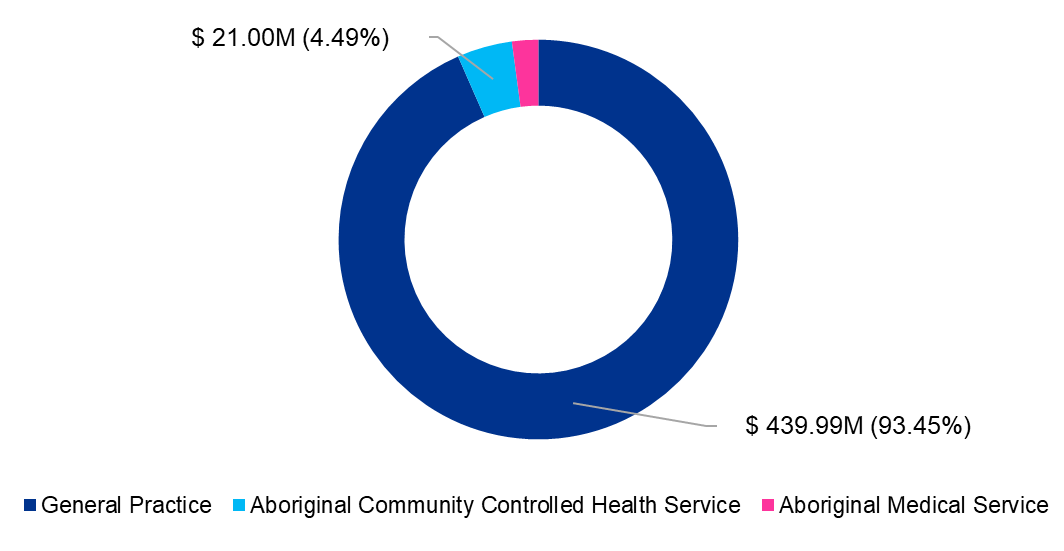 $ 21.00M (4.49%)
$ 439.99M (93.45%)
General Practice Aboriginal Community Controlled Health Service Aboriginal Medical Service